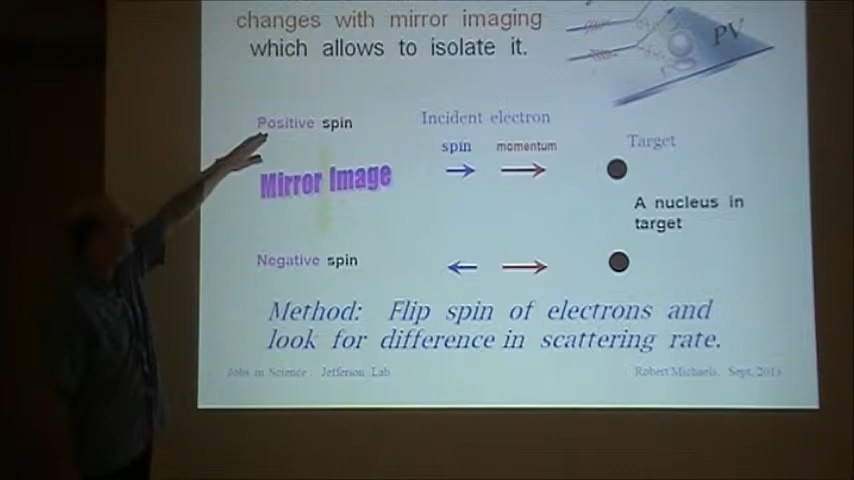 changes with mirror imaging
which allows to isolate it.
PV
Positive spin
Incident electron
spin momentum
Target
Mirror Image
A nucleus in
target
Negative spin
Method: Flip spin of electrons and
look for difference in scattering rate.
Jobs in Science : Jefferson Lab
Robert Michaels, Sept, 2013